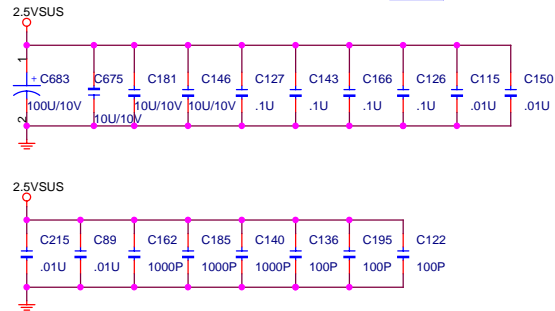 2.5VSUS
1
+ C683 C675 C181 C146 C127 C143 C166 C126 C115 C150
100U/10V 10U/10V 10U/10V 10U/10V .1U .1U .1U .1U .01U .01U
2
2.5VSUS
C215 C89 C162 C185 C140 C136 C195 C122
.01U .01U 1000P 1000P 1000P 100P 100P 100P